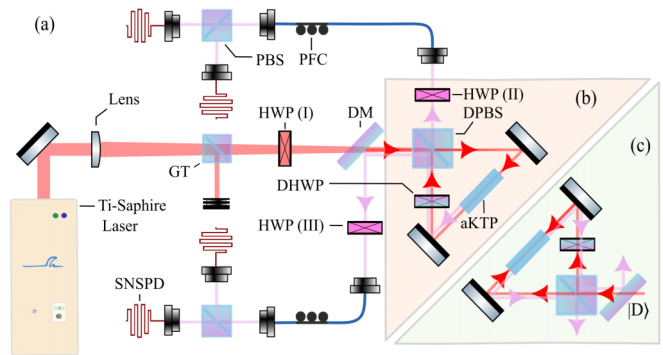 (a)
PBS
PFC
HWP (II)
DPBS
(b)
Lens
HWP (I)
DM
(c)
GT
DHWP
aKTP
Ti-Saphire
Laser
HWP (III)
SNSPD
|D⟩